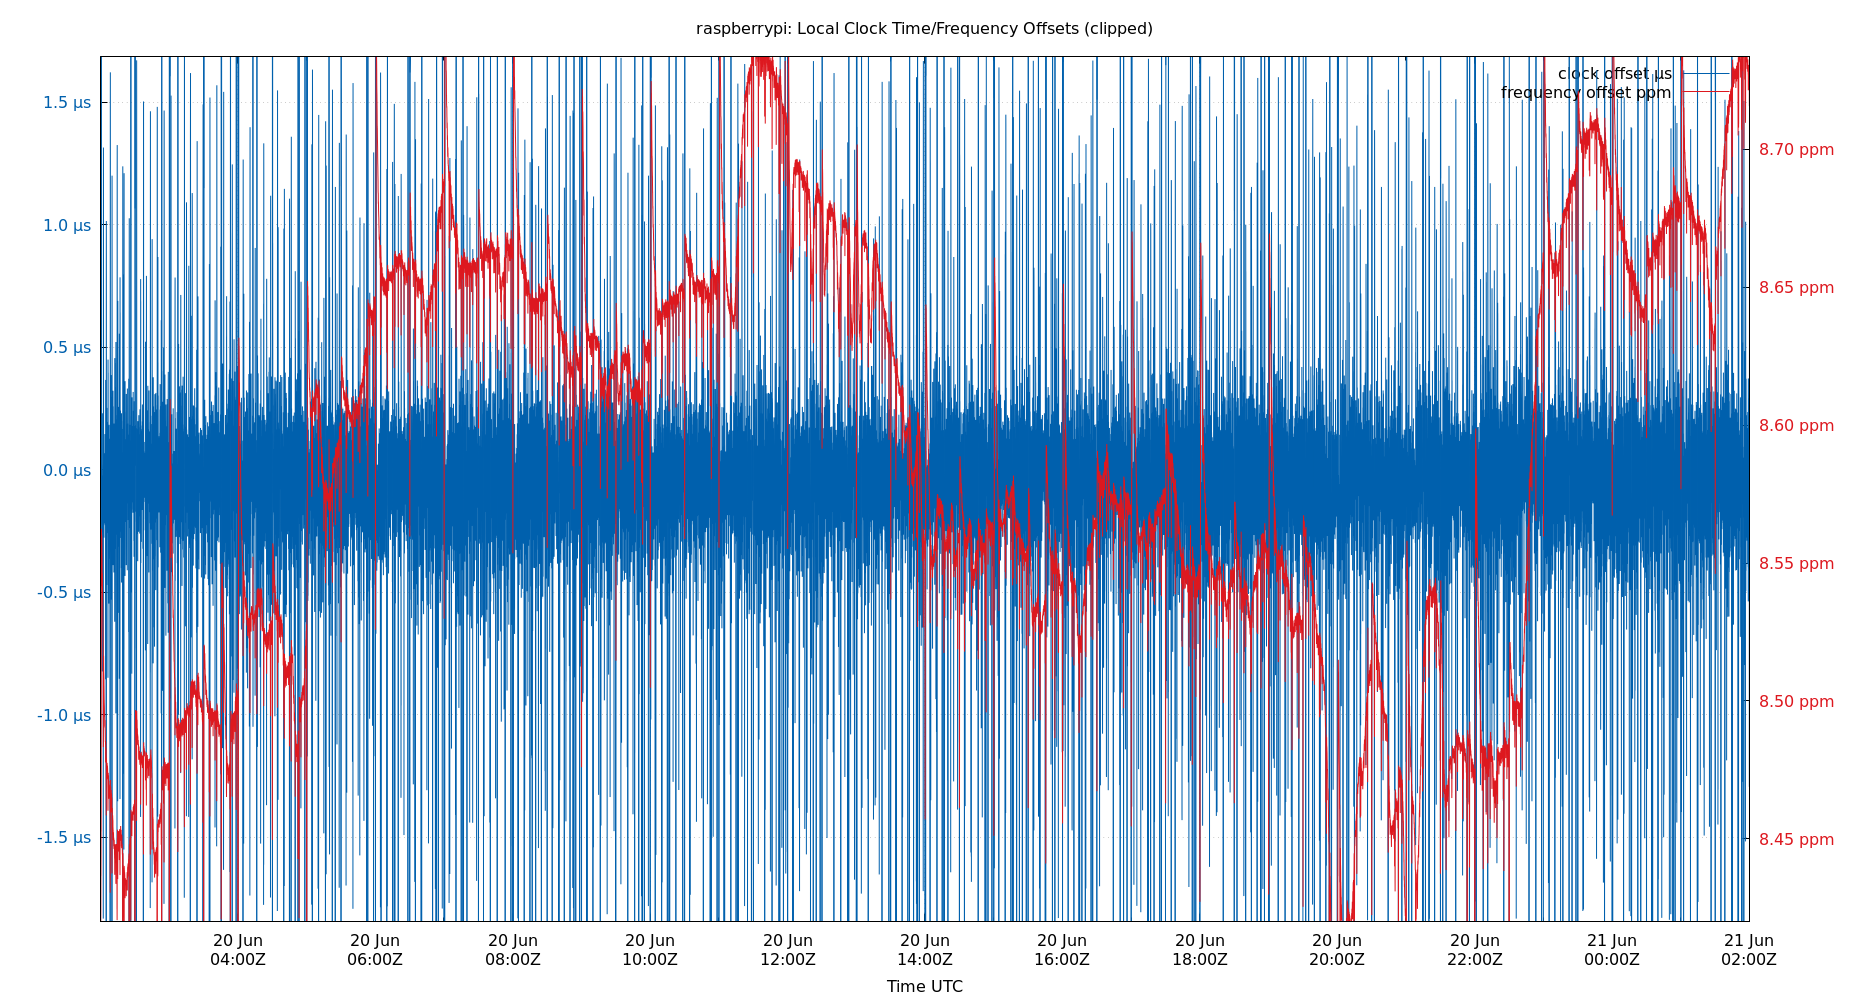 raspberrypi: Local Clock Time/Frequency Offsets (clipped)
clock offset µs
frequency offset ppm
1.5 µs
1.0 µs
0.5 µs
0.0 µs
-0.5 µs
-1.0 µs
-1.5 µs
8.70 ppm
8.65 ppm
8.60 ppm
8.55 ppm
8.50 ppm
8.45 ppm
20 Jun 20 Jun 20 Jun 20 Jun 20 Jun 20 Jun 20 Jun 20 Jun 20 Jun 20 Jun 21 Jun 21 Jun
04:00Z 06:00Z 08:00Z 10:00Z 12:00Z 14:00Z 16:00Z 18:00Z 20:00Z 22:00Z 00:00Z 02:00Z
Time UTC